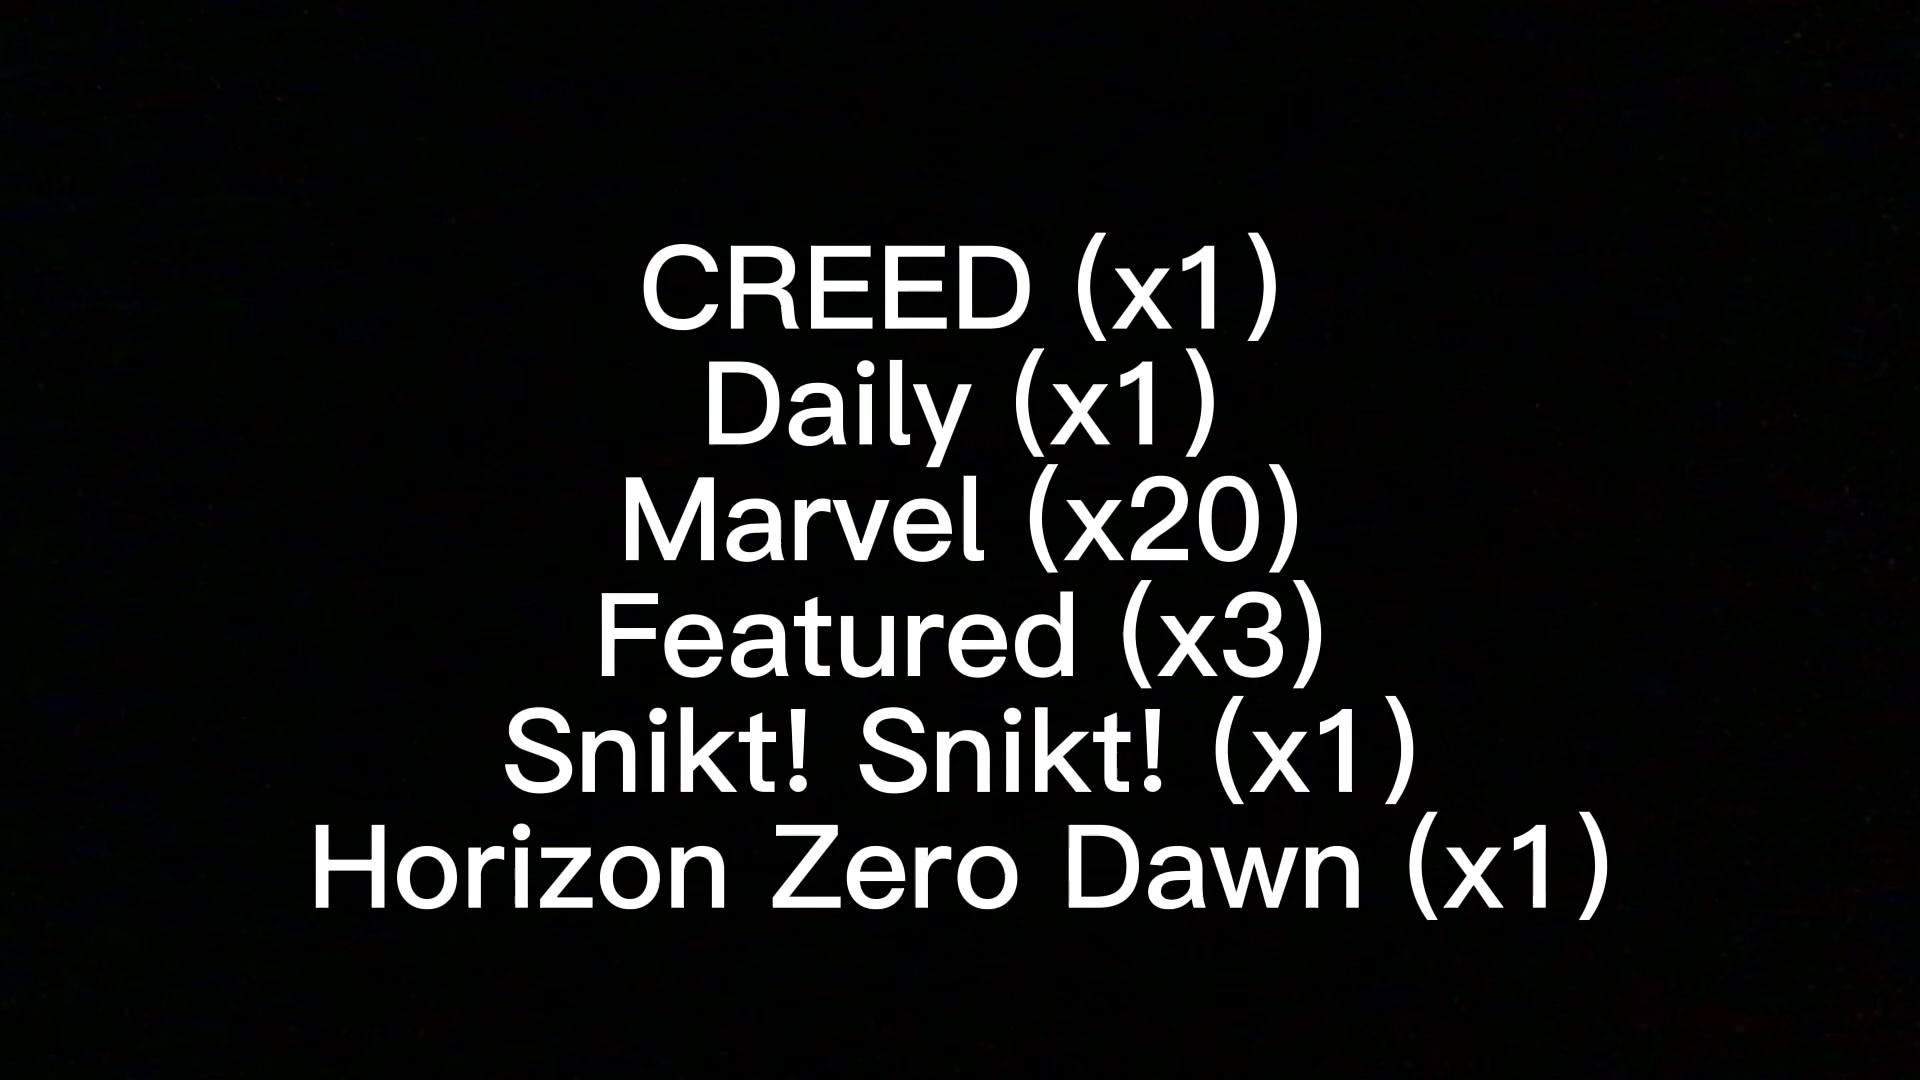 CREED (x1)
Daily (x1)
Marvel (x20)
Featured (x3)
Snikt! Snikt! (x1)
Horizon Zero Dawn (x1)